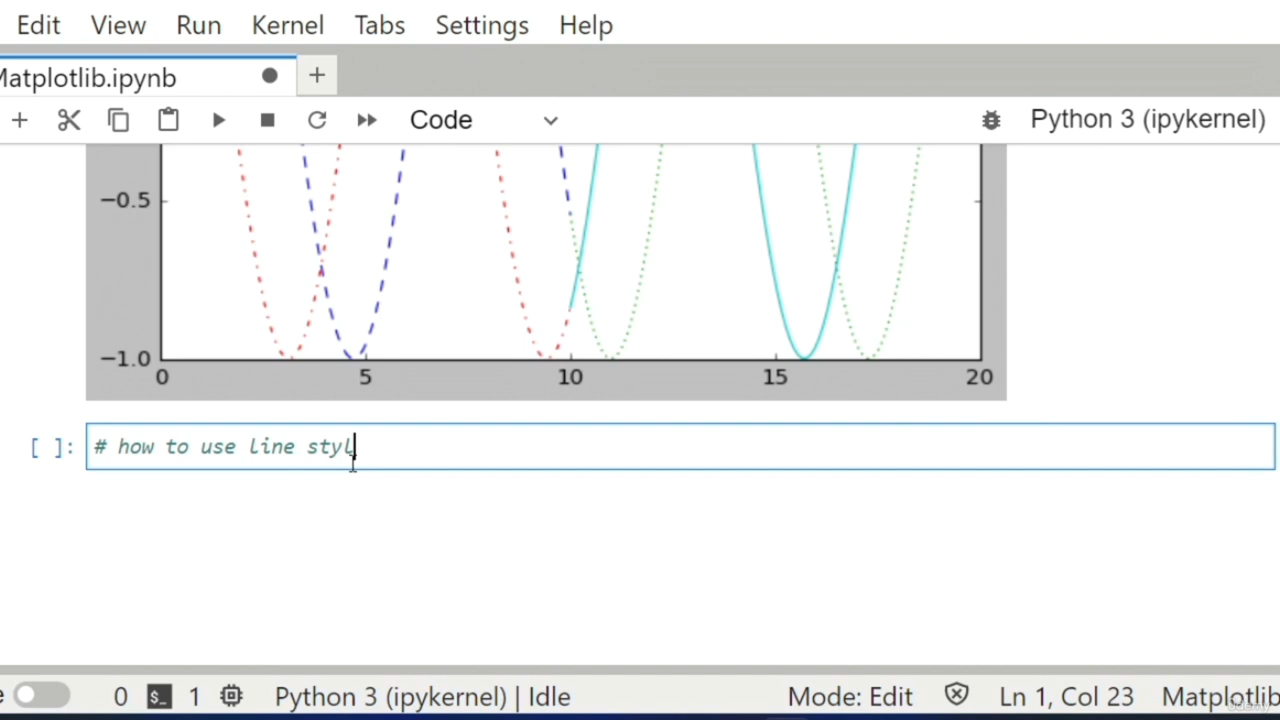 Edit View Run Kernel Tabs Settings Help
Matplotlib.ipynb
Code Python 3 (ipykernel)
−0.5
−1.0
0 5 10 15 20
[ ]: # how to use line styl
0 1 Python 3 (ipykernel) | Idle Mode: Edit Ln 1, Col 23 Matplotlib
udemy